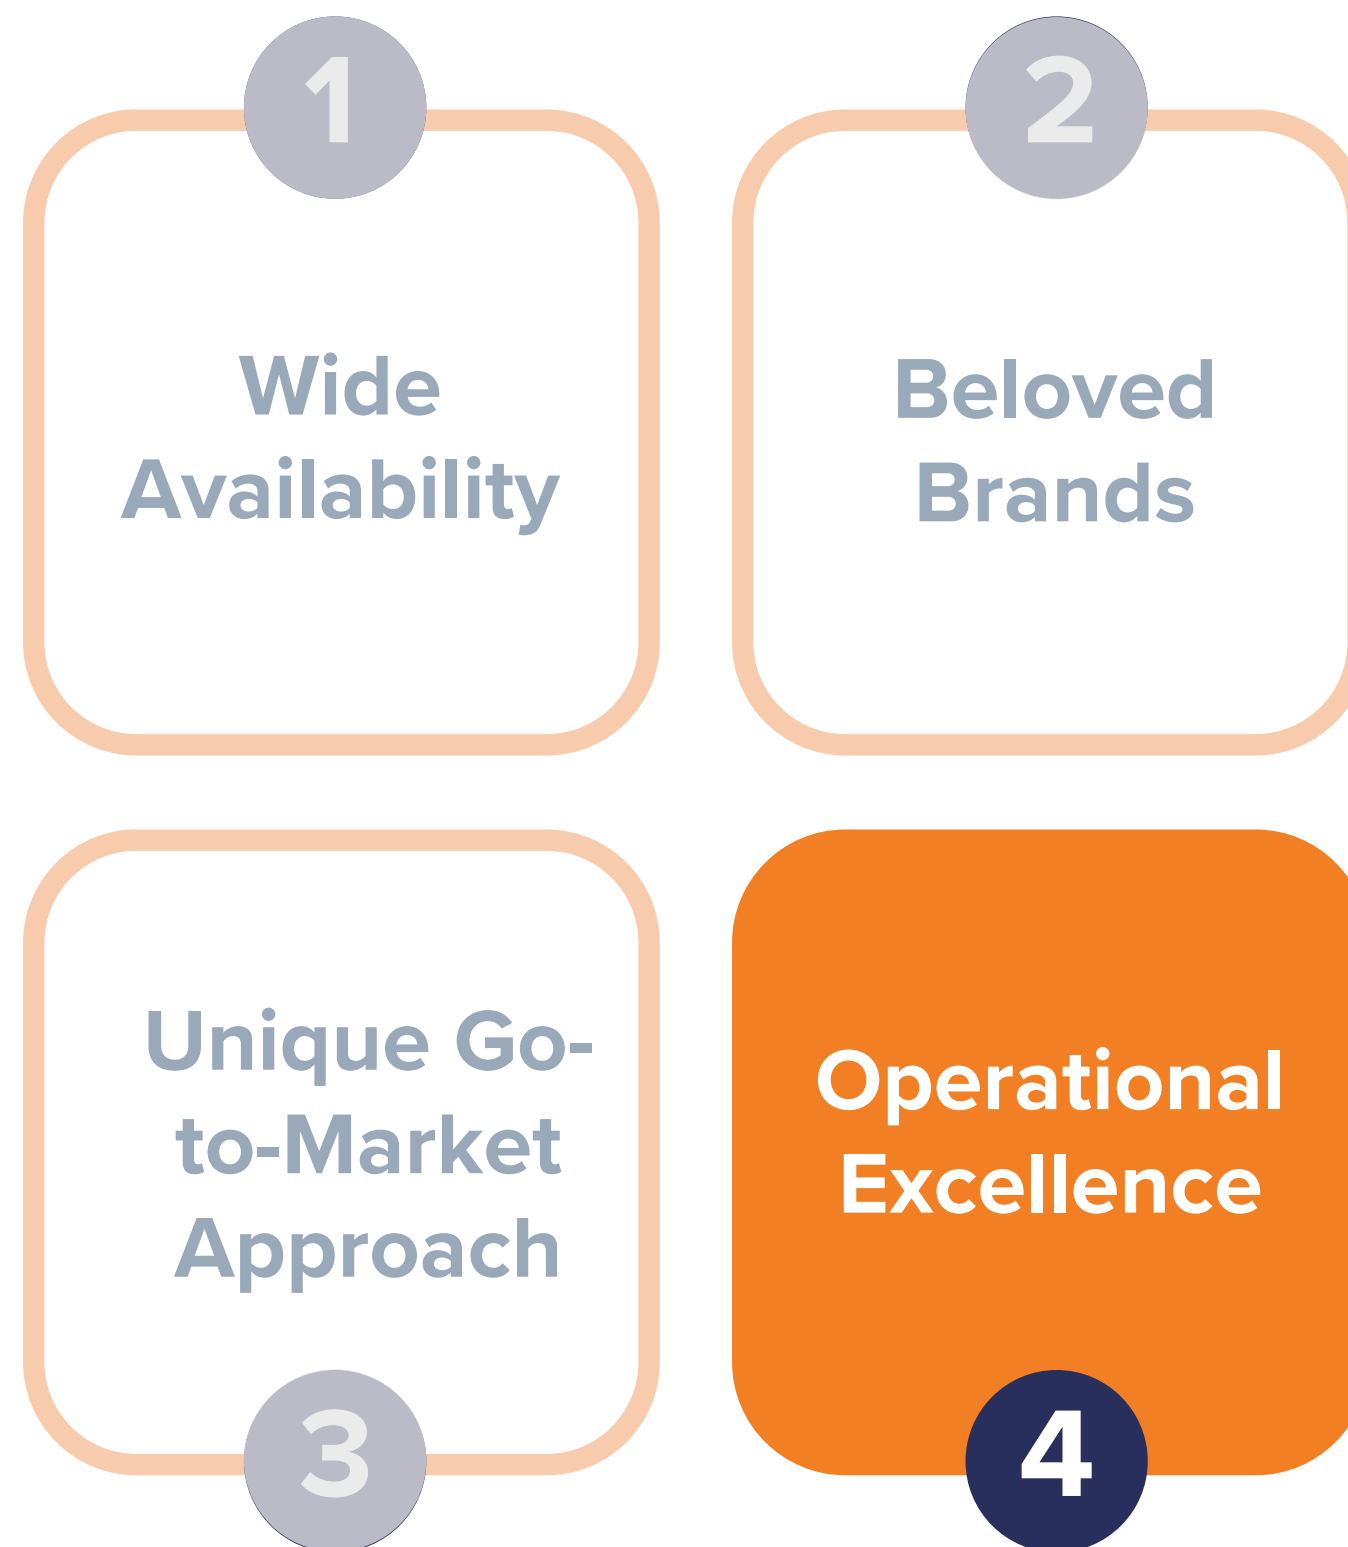 1
Wide
Availability
2
Beloved
Brands
Unique Go-
to-Market
Approach
3
Operational
Excellence
4